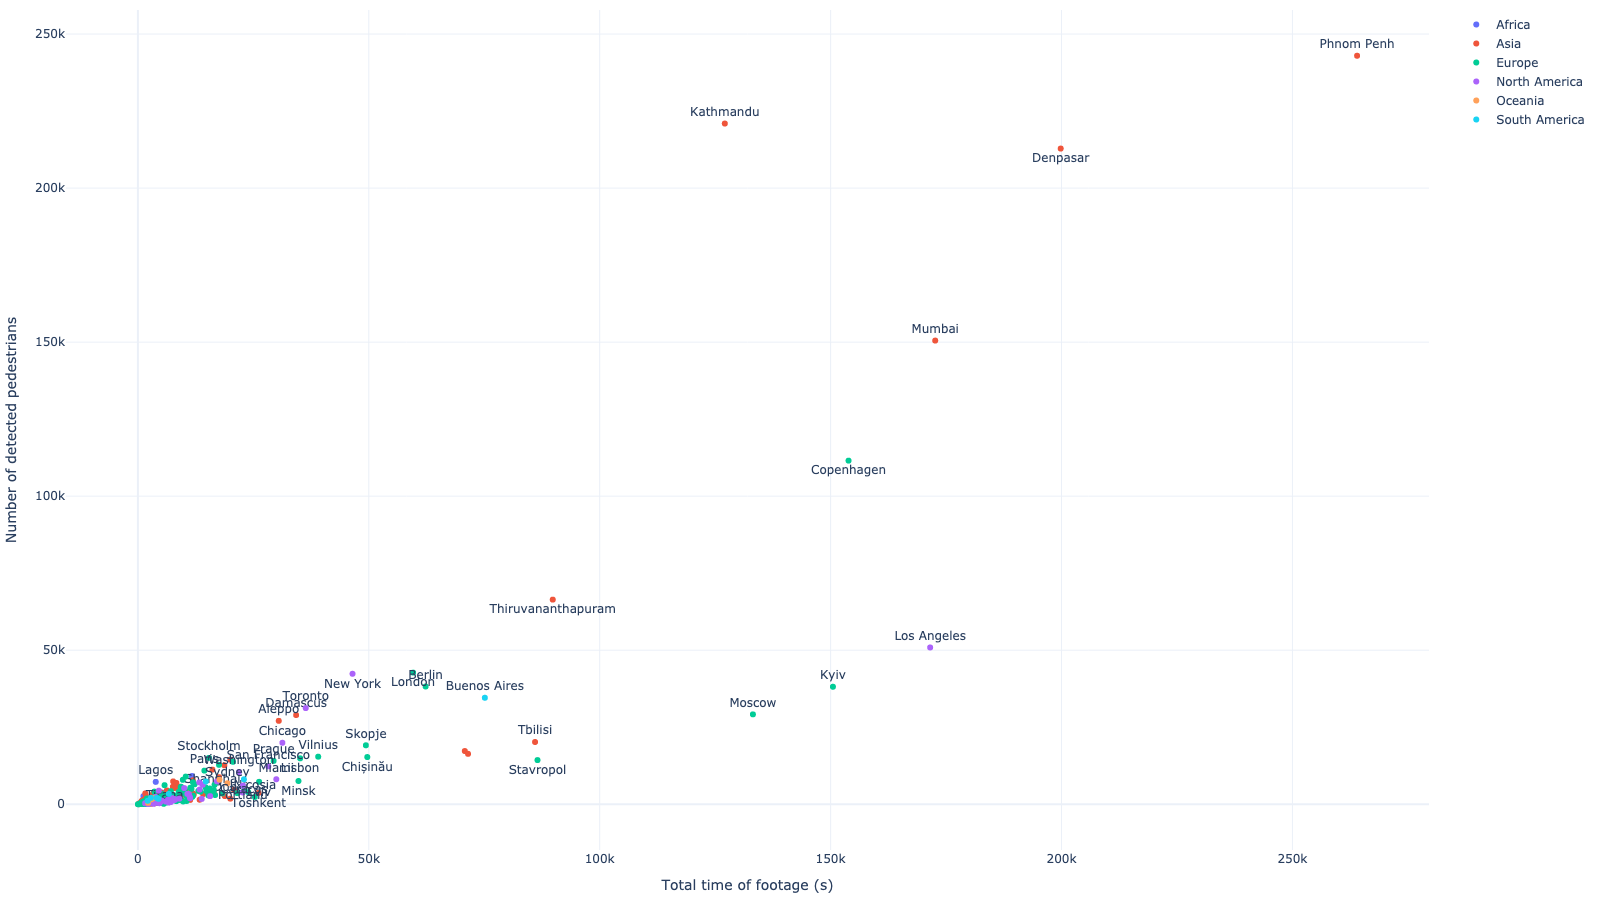 250k
200k
150k
100k
50k
0
0
50k
100k
150k
200k
250k
Number of detected pedestrians
Total time of footage (s)
Africa
Asia
Europe
North America
Oceania
South America
Phnom Penh
Kathmandu
Denpasar
Mumbai
Copenhagen
Thiruvananthapuram
Los Angeles
Kyiv
Moscow
Berlin
London
New York
Buenos Aires
Toronto
Damascus
Aleppo
Chicago
Tbilisi
Skopje
Chișinău
Stavropol
Vilnius
Prague
Stockholm
San Francisco
Washington
Lisbon
Miami
Lagos
Sydney
Minsk
Toshkent